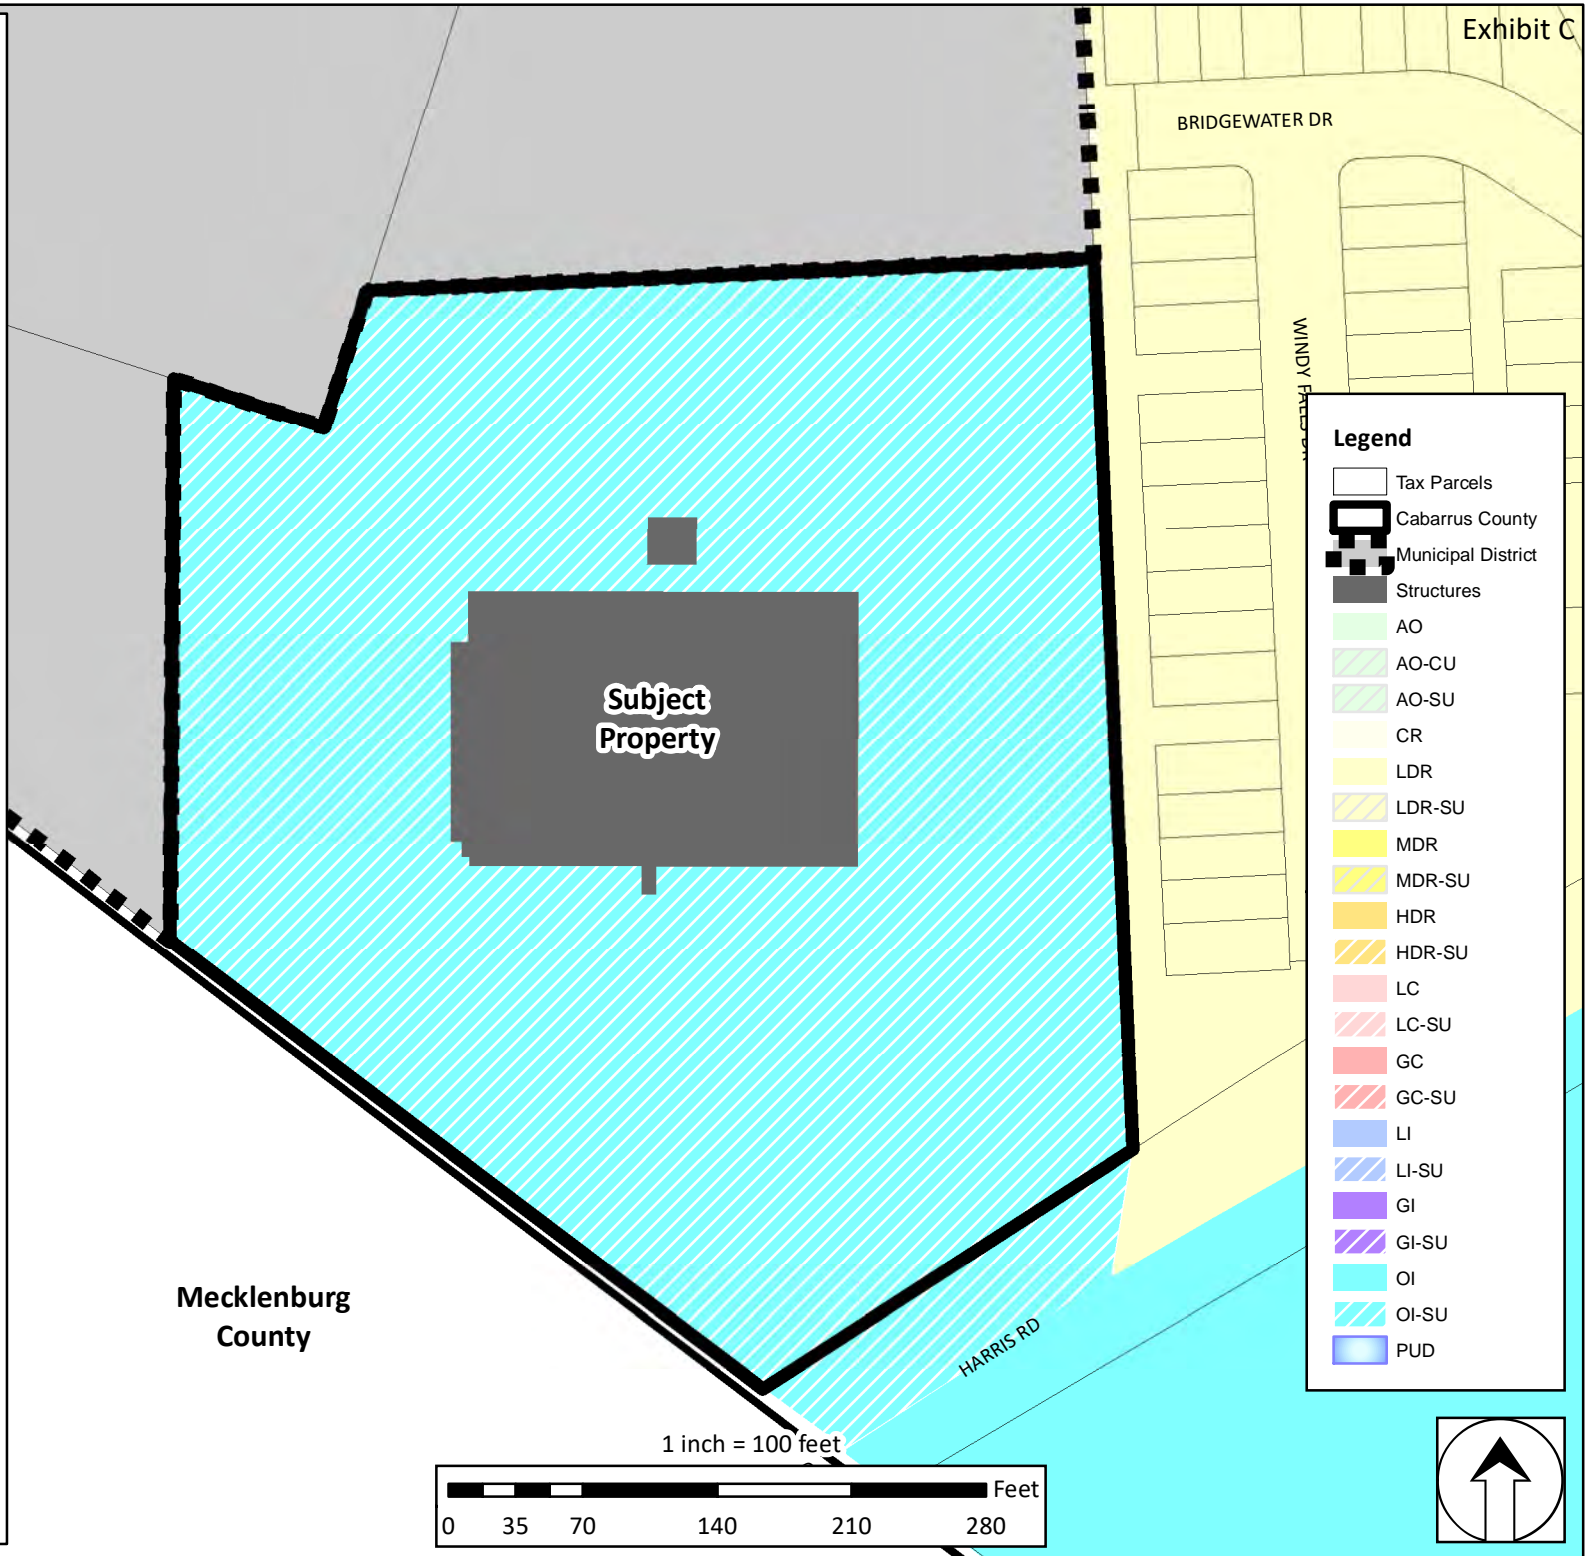 Exhibit C
BRIDGEWATER DR
WINDY FALLS DR
Legend
Tax Parcels
Cabarrus County
Municipal District
Structures
AO
AO-CU
AO-SU
CR
LDR
LDR-SU
MDR
MDR-SU
HDR
HDR-SU
LC
LC-SU
GC
GC-SU
LI
LI-SU
GI
GI-SU
OI
OI-SU
PUD
Subject
Property
Mecklenburg
County
HARRIS RD
1 inch = 100 feet
Feet
0 35 70 140 210 280